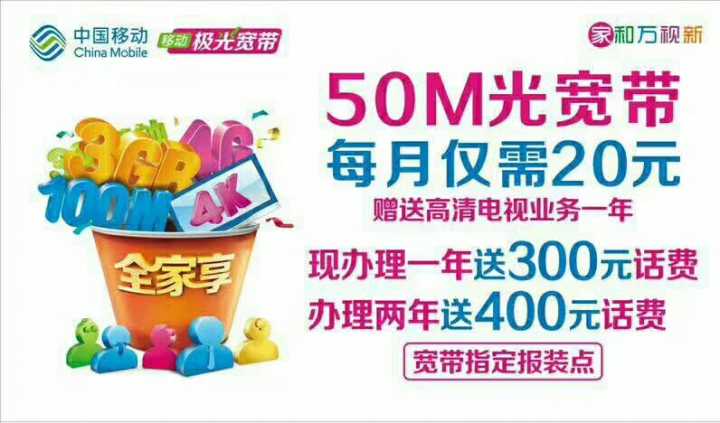 中国移动
China Mobile
移动 极光宽带
家和万视新
50M光宽带
每月仅需20元
赠送高清电视业务一年
现办理一年送300元话费
办理两年送400元话费
宽带指定报装点
4G
100M
4K
全家享